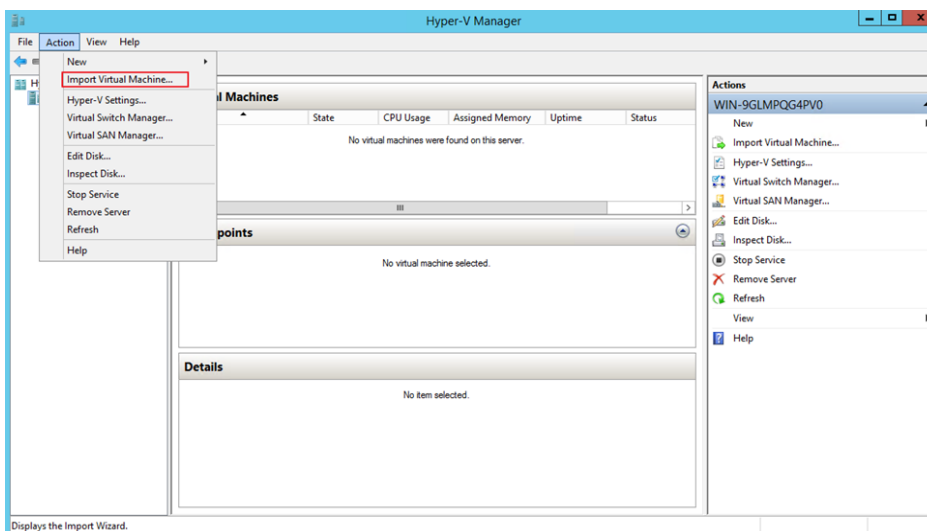 Hyper-V Manager
File Action View Help
New
Import Virtual Machine...
Hyper-V Settings...
Virtual Switch Manager...
Virtual SAN Manager...
Edit Disk...
Inspect Disk...
Stop Service
Remove Server
Refresh
Help
Machines
State CPU Usage Assigned Memory Uptime Status
No virtual machines were found on this server.
points
No virtual machine selected.
Details
No item selected.
Actions
WIN-9GLMPQG4PV0
New
Import Virtual Machine...
Hyper-V Settings...
Virtual Switch Manager...
Virtual SAN Manager...
Edit Disk...
Inspect Disk...
Stop Service
Remove Server
Refresh
View
Help
Displays the Import Wizard.